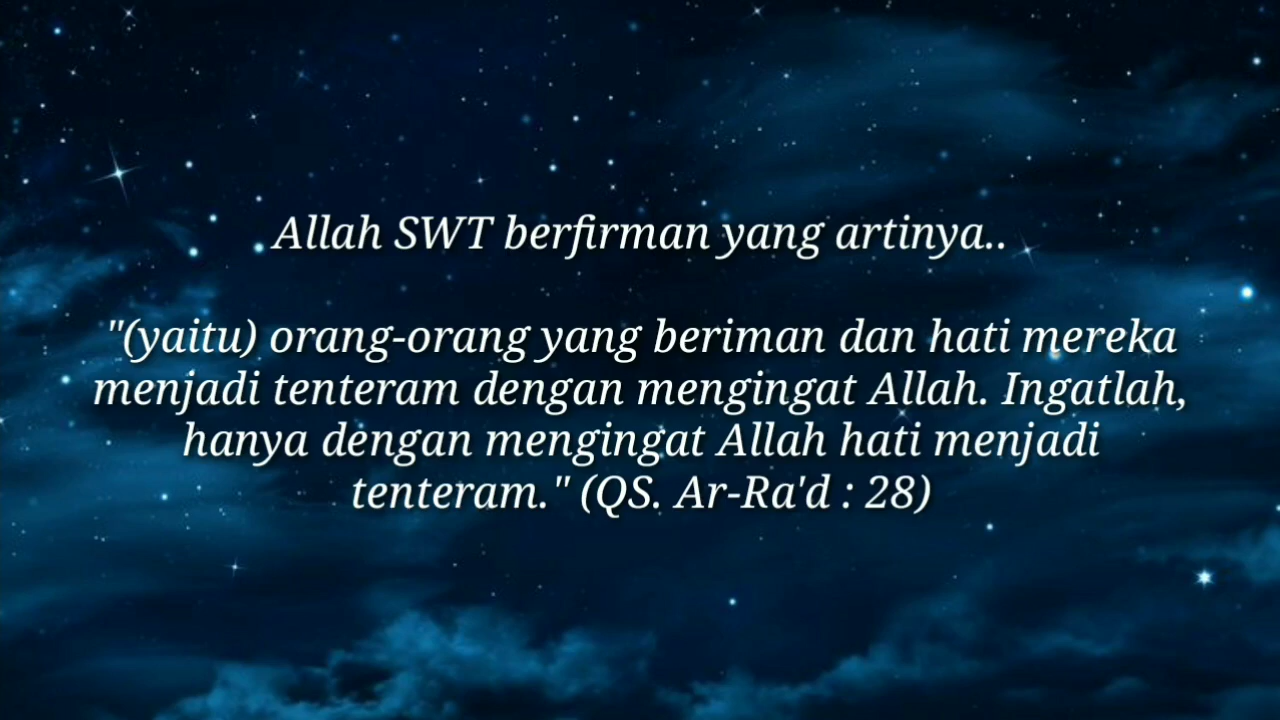 Allah SWT berfirman yang artinya..
"(yaitu) orang-orang yang beriman dan hati mereka
menjadi tenteram dengan mengingat Allah. Ingatlah,
hanya dengan mengingat Allah hati menjadi
tenteram." (QS. Ar-Ra'd : 28)